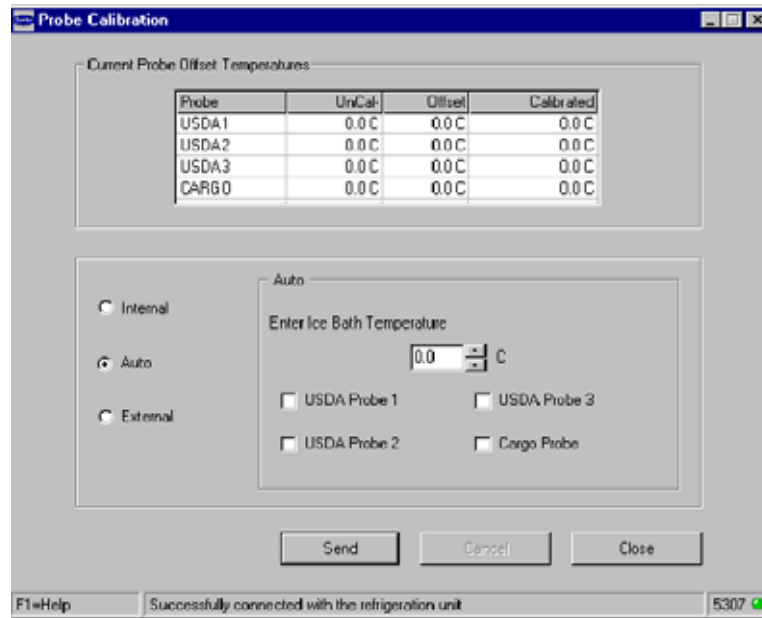 Probe Calibration
Current Probe Offset Temperatures
Probe UnCal- Offset Calibrated
USDA1 0.0 C 0.0 C 0.0 C
USDA2 0.0 C 0.0 C 0.0 C
USDA3 0.0 C 0.0 C 0.0 C
CARGO 0.0 C 0.0 C 0.0 C
Auto
Internal
Enter Ice Bath Temperature
Auto
0.0 C
USDA Probe 1 USDA Probe 3
External
USDA Probe 2 Cargo Probe
Send Cancel Close
F1=Help Successfully connected with the refrigeration unit 5307